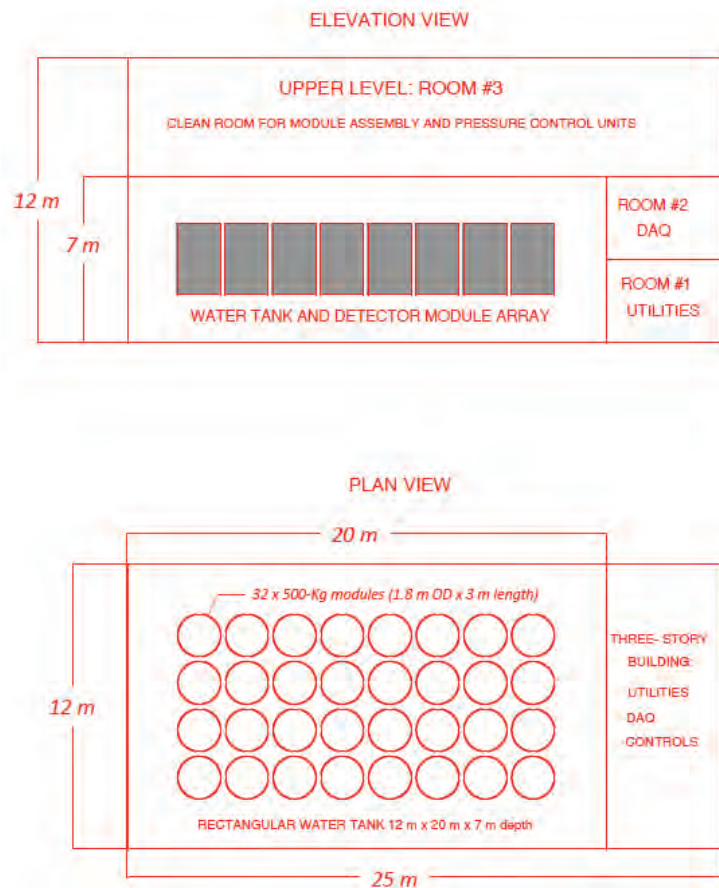 ELEVATION VIEW
UPPER LEVEL: ROOM #3
CLEAN ROOM FOR MODULE ASSEMBLY AND PRESSURE CONTROL UNITS
12 m
7 m
ROOM #2
DAQ
ROOM #1
UTILITIES
WATER TANK AND DETECTOR MODULE ARRAY
PLAN VIEW
20 m
32 x 500-Kg modules (1.8 m OD x 3 m length)
12 m
THREE- STORY
BUILDING:
UTILITIES
DAQ
CONTROLS
RECTANGULAR WATER TANK 12 m x 20 m x 7 m depth
25 m